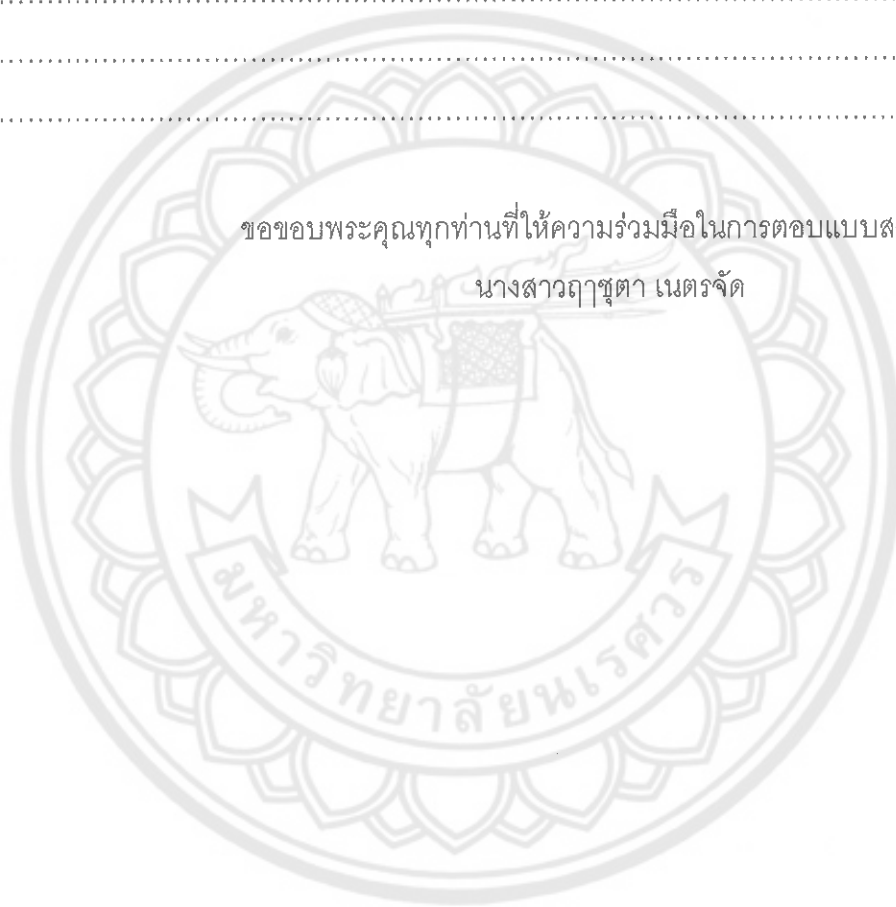 ขอขอบพระคุณทุกท่านที่ให้ความร่วมมือในการตอบแบบส
นางสาวฤาชุตา เนตรจัด
มหาวิทยาลัยนเรศวร